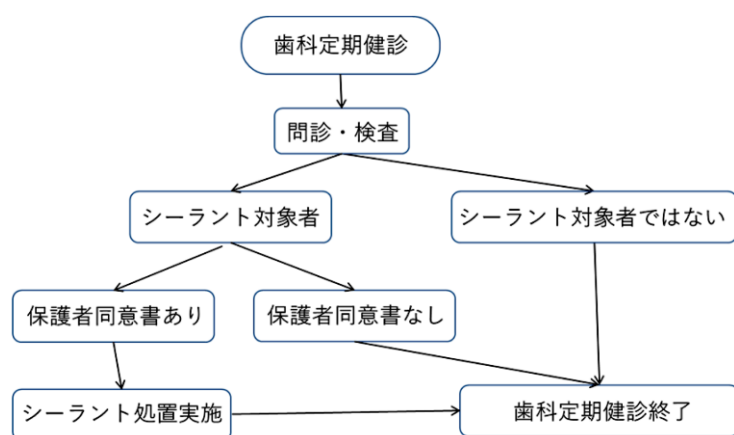 歯科定期健診
問診・検査
シーラント対象者
シーラント対象者ではない
保護者同意書あり
保護者同意書なし
シーラント処置実施
歯科定期健診終了